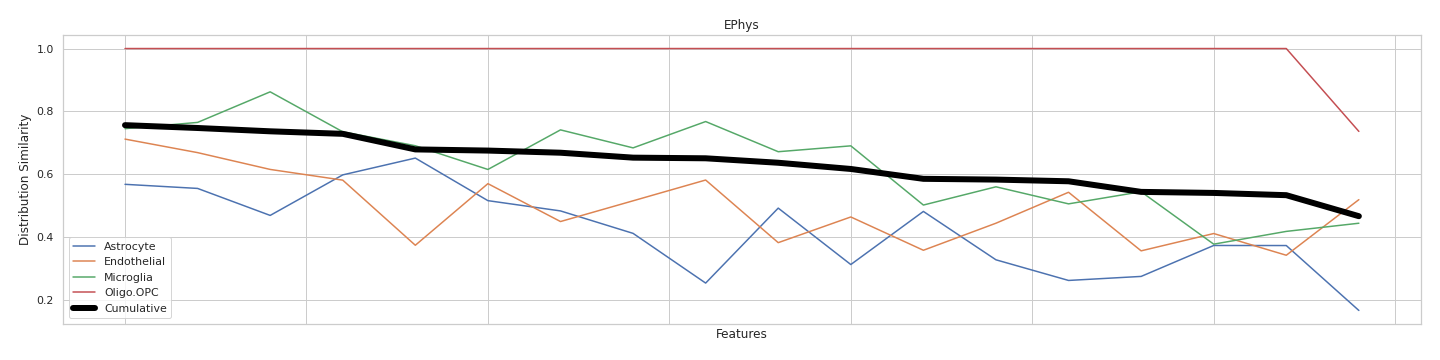 EPhys
Distribution Similarity
1.0
0.8
0.6
0.4
0.2
Astrocyte
Endothelial
Microglia
Oligo.OPC
Cumulative
Features